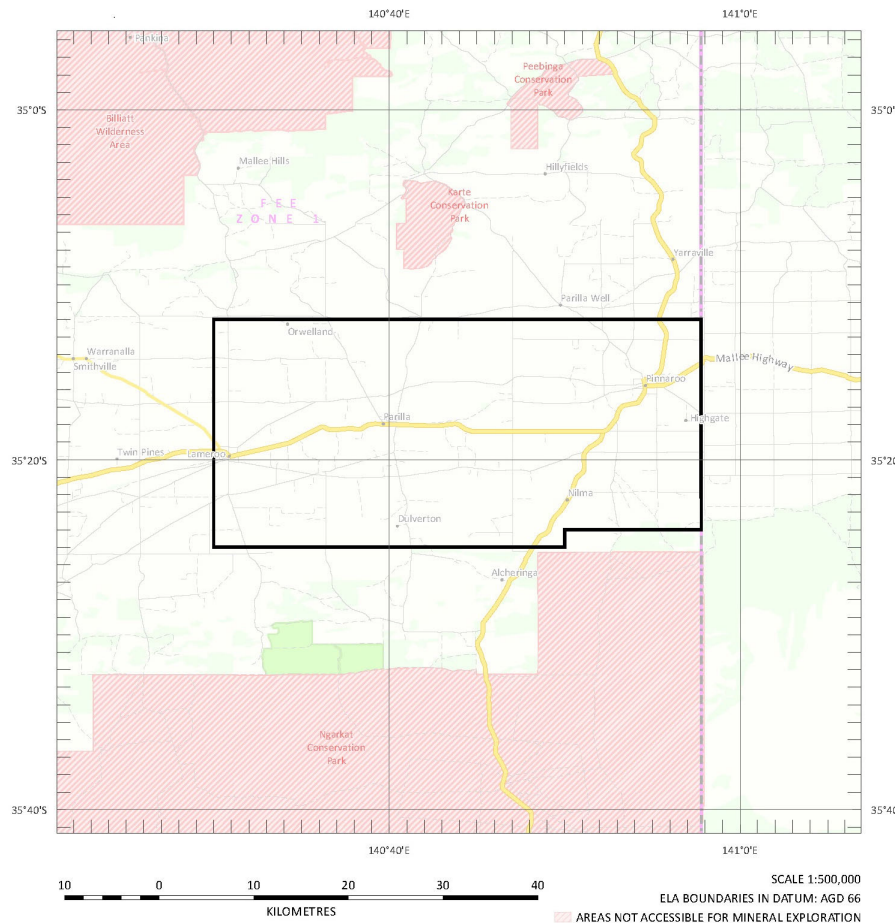 140°40'E
141°0'E
Pankina
Peebinga
Conservation
Park
35°0'S
35°0'
Billiatt
Wilderness
Area
Mallee Hills
Hillyfields
Karte
Conservation
Park
FEE
ZONE 1
Yarraville
Parilla Well
Orwelland
Warranalla
Smithville
Mallee Highway
Pinnaroo
Parilla
Highgate
Twin Pines
Lameroo
35°20'S
35°20'
Nilma
Dulverton
Alcheringa
Ngarkat
Conservation
Park
35°40'S
35°40'
140°40'E
141°0'E
10 0 10 20 30 40
KILOMETRES
SCALE 1:500,000
ELA BOUNDARIES IN DATUM: AGD 66
AREAS NOT ACCESSIBLE FOR MINERAL EXPLORATION